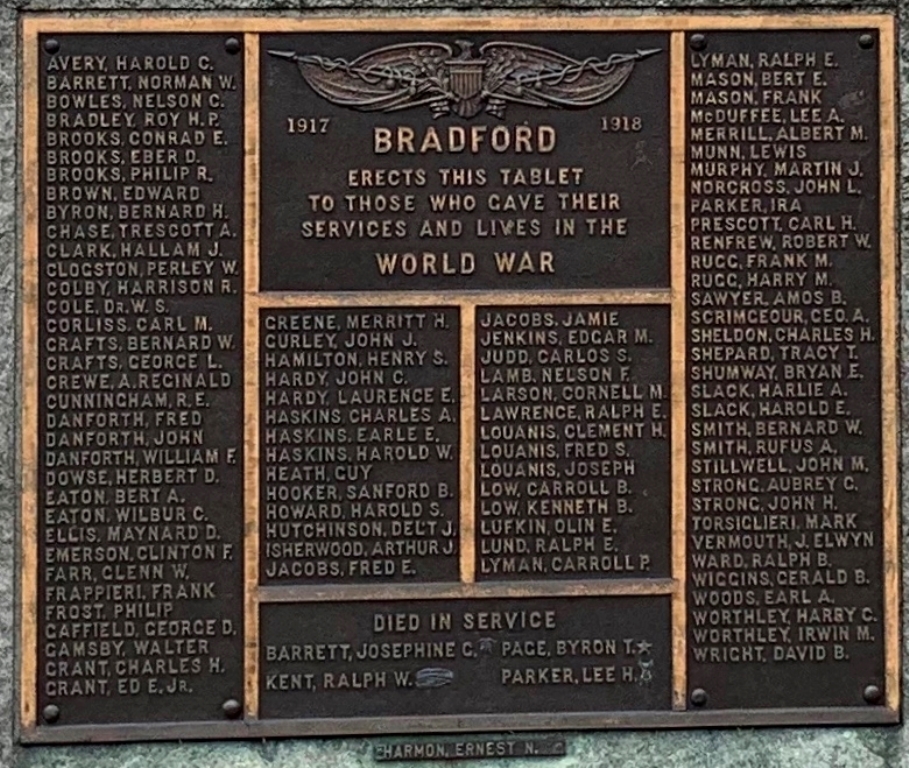 AVERY, HAROLD C.
BARRETT, NORMAN W.
BOWLES, NELSON C.
BRADLEY, ROY H.P.
BROOKS, CONRAD E.
BROOKS, EBER D.
BROOKS, PHILIP R.
BROWN, EDWARD
BYRON, BERNARD H.
CHASE, TRESCOTT A.
CLARK, HALLAM J.
CLOGSTON, PERLEY W.
COLBY, HARRISON R.
COLE, DR. W. S.
CORLISS, CARL M.
CRAFTS, BERNARD W.
CRAFTS, GEORGE L.
CREWE, A. REGINALD
CUNNINGHAM, R.E.
DANFORTH, FRED
DANFORTH, JOHN
DANFORTH, WILLIAM F.
DOWSE, HERBERT D.
EATON, BERT A.
EATON, WILBUR C.
ELLIS, MAYNARD D.
EMERSON, CLINTON F.
FARR, GLENN W.
FRAPPIERI, FRANK
FROST, PHILIP
GAFFIELD, GEORGE D.
GAMSBY, WALTER
GRANT, CHARLES H.
GRANT, ED E. JR.
1917 1918
BRADFORD
ERECTS THIS TABLET
TO THOSE WHO GAVE THEIR
SERVICES AND LIVES IN THE
WORLD WAR
GREENE, MERRITT H.
GURLEY, JOHN J.
HAMILTON, HENRY S.
HARDY, JOHN C.
HARDY, LAURENCE E.
HASKINS, CHARLES A.
HASKINS, EARLE E.
HASKINS, HAROLD W.
HEATH, GUY
HOOKER, SANFORD B.
HOWARD, HAROLD S.
HUTCHINSON, DELT J.
ISHERWOOD, ARTHUR J.
JACOBS, FRED E.
JACOBS, JAMIE
JENKINS, EDGAR M.
JUDD, CARLOS S.
LAMB, NELSON F.
LARSON, CORNELL M.
LAWRENCE, RALPH E.
LOUANIS, CLEMENT H.
LOUANIS, FRED S.
LOUANIS, JOSEPH
LOW, CARROLL B.
LOW, KENNETH B.
LUFKIN, OLIN E.
LUND, RALPH E.
LYMAN, CARROLL P.
LYMAN, RALPH E.
MASON, BERT E.
MASON, FRANK
McDUFFEE, LEE A.
MERRILL, ALBERT M.
MUNN, LEWIS
MURPHY, MARTIN J.
NORCROSS, JOHN L.
PARKER, IRA
PRESCOTT, CARL H.
RENFREW, ROBERT W.
RUGG, FRANK M.
RUGG, HARRY M.
SAWYER, AMOS B.
SCRIMGEOUR, GEO. A.
SHELDON, CHARLES H.
SHEPARD, TRACY T.
SHUMWAY, BRYAN E.
SLACK, HARLIE A.
SLACK, HAROLD E.
SMITH, BERNARD W.
SMITH, RUFUS A.
STILLWELL, JOHN M.
STRONG, AUBREY G.
STRONG, JOHN H.
TORSIGLIERI, MARK
VERMOUTH, J. ELWYN
WARD, RALPH B.
WIGGINS, GERALD B.
WOODS, EARL A.
WORTHLEY, HARRY C.
WORTHLEY, IRWIN M.
WRIGHT, DAVID B.
DIED IN SERVICE
BARRETT, JOSEPHINE G. PAGE, BYRON T.
KENT, RALPH W. PARKER, LEE H.
HARMON, ERNEST N.